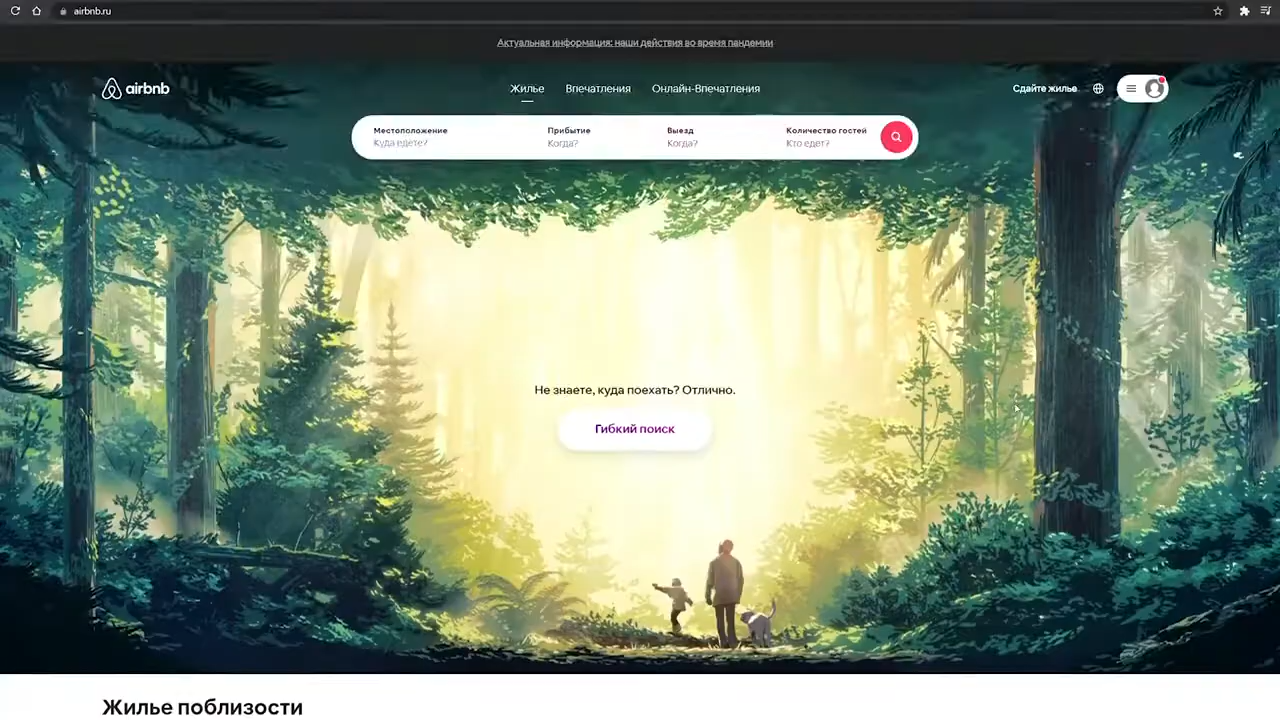 airbnb.ru
Актуальная информация: наши действия во время пандемии
airbnb
Жилье Впечатления Онлайн-Впечатления
Сдайте жилье
Местоположение Прибытие Выезд Количество гостей
Куда едете? Когда? Когда? Кто едет?
Не знаете, куда поехать? Отлично.
Гибкий поиск
Жилье поблизости